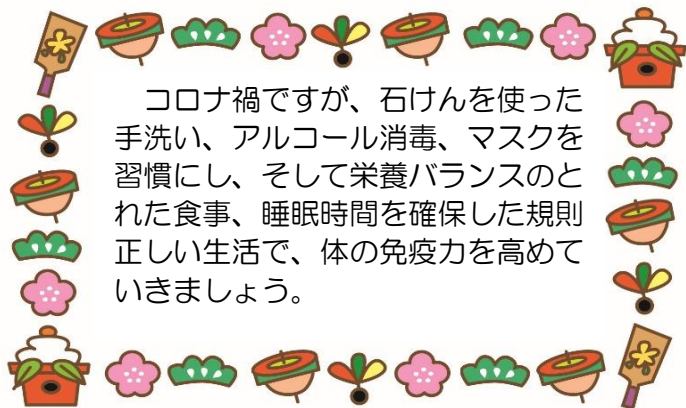 コロナ禍ですが、石けんを使った
手洗い、アルコール消毒、マスクを
習慣にし、そして栄養バランスのと
れた食事、睡眠時間を確保した規則
正しい生活で、体の免疫力を高めて
いきましょう。